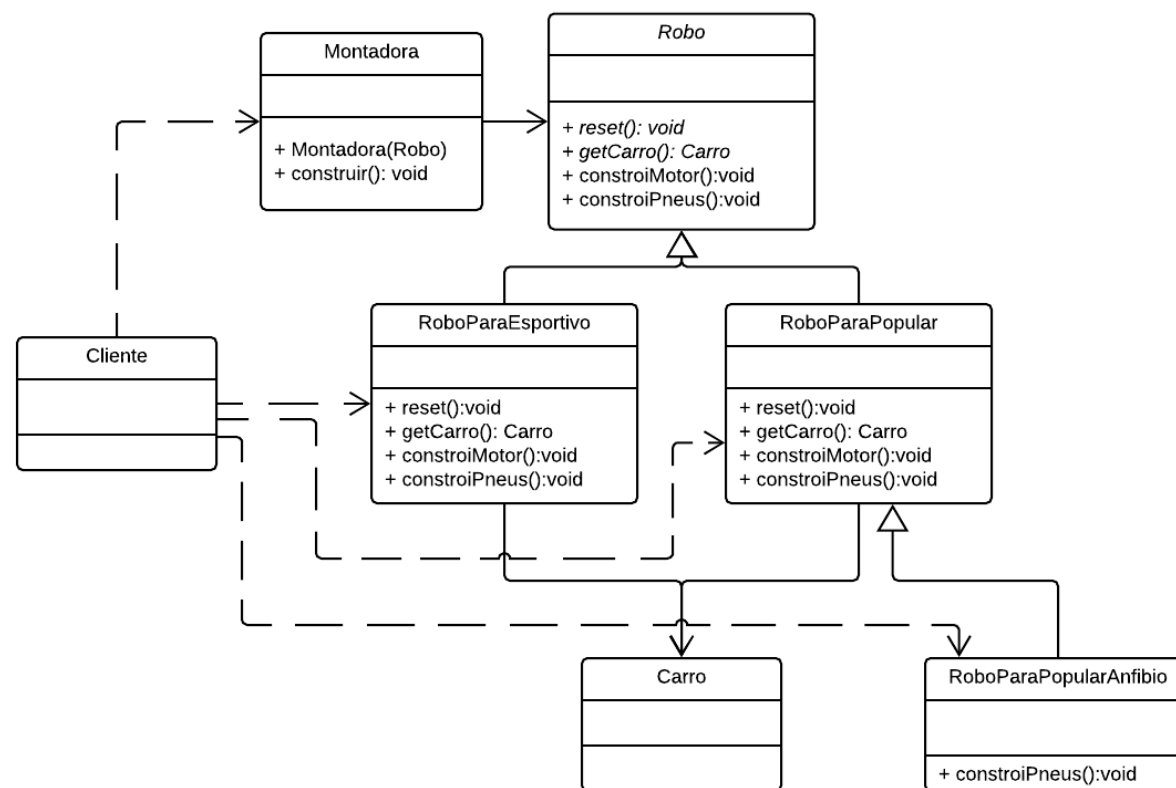 Montadora
+ Montadora(Robo)
+ construir(): void
Robo
+ reset(): void
+ getCarro(): Carro
+ constroiMotor():void
+ constroiPneus():void
Cliente
RoboParaEsportivo
+ reset():void
+ getCarro(): Carro
+ constroiMotor():void
+ constroiPneus():void
RoboParaPopular
+ reset():void
+ getCarro(): Carro
+ constroiMotor():void
+ constroiPneus():void
Carro
RoboParaPopularAnfibio
+ constroiPneus():void